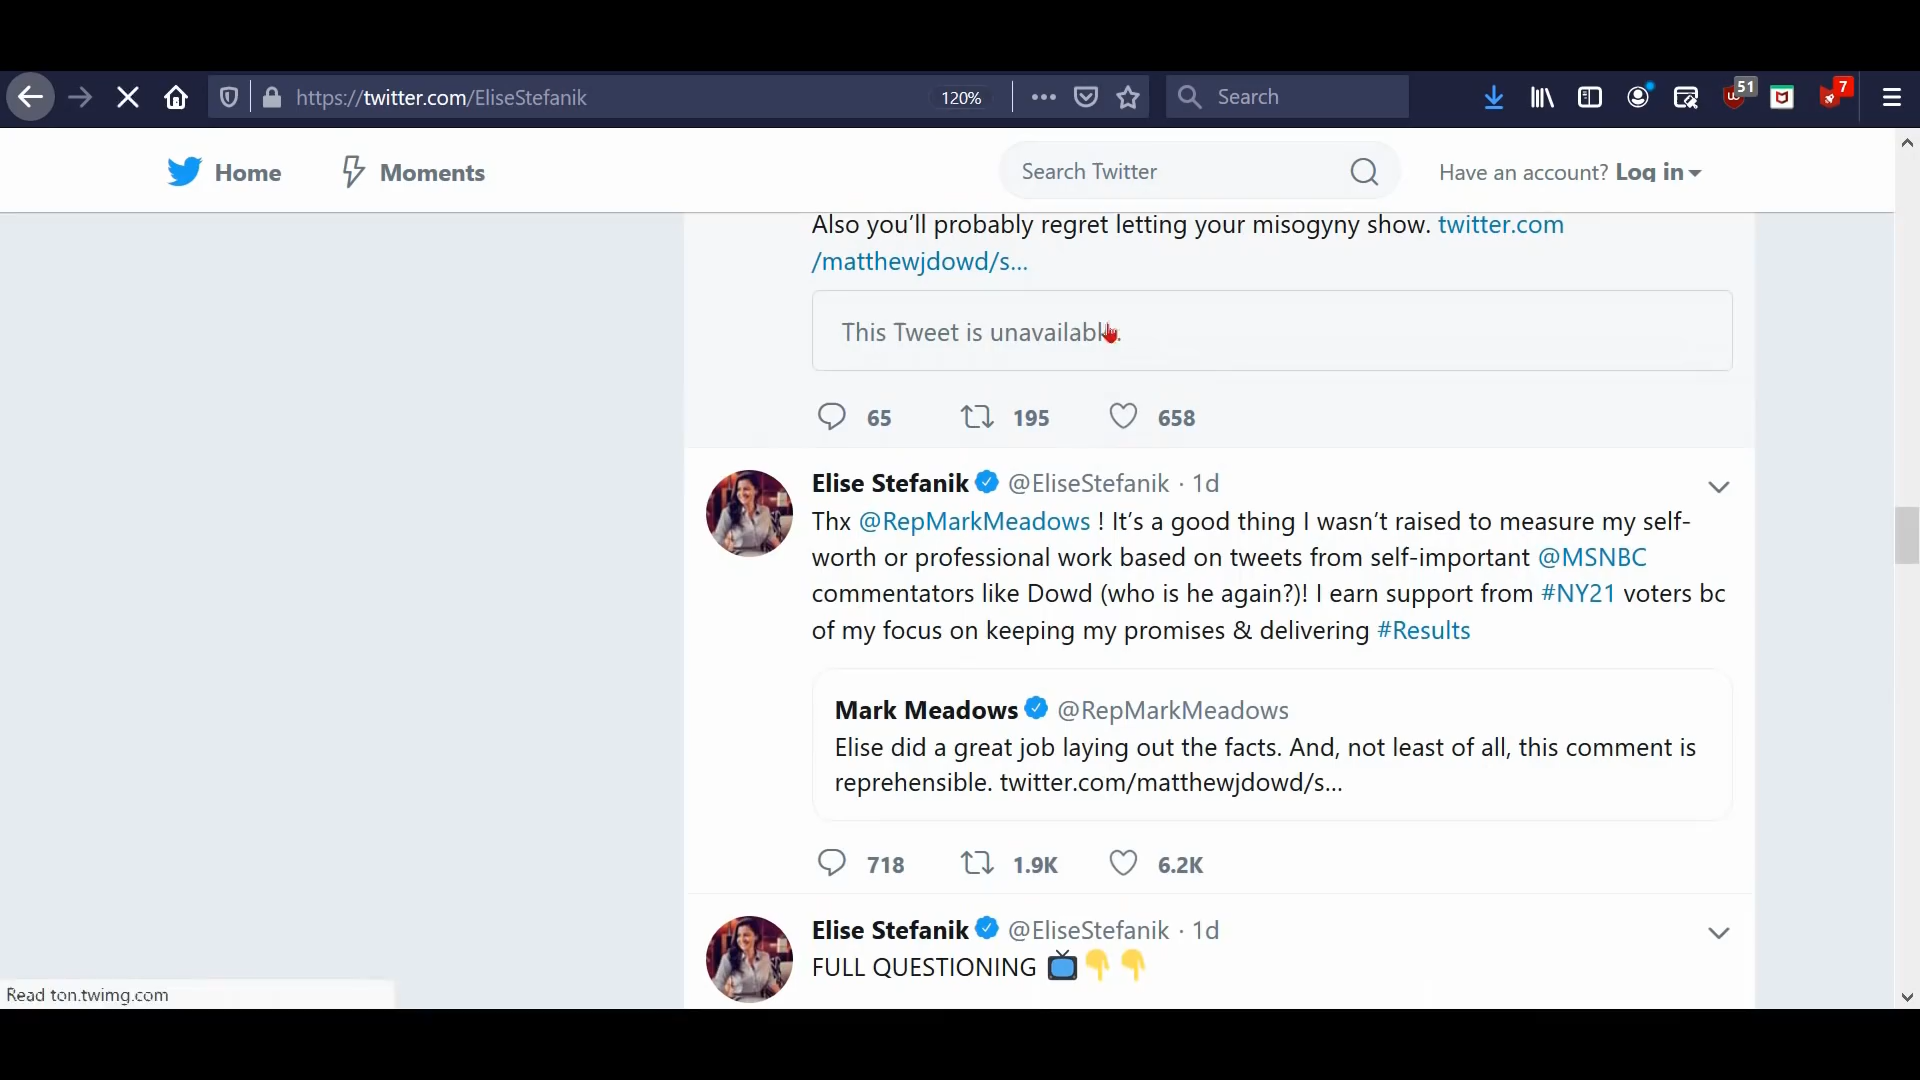 https://twitter.com/EliseStefanik
120%
Search
51
7
Home
Moments
Search Twitter
Have an account? Log in
Also you’ll probably regret letting your misogyny show. twitter.com
/matthewjdowd/s…
This Tweet is unavailable.
65
195
658
Elise Stefanik @EliseStefanik · 1d
Thx @RepMarkMeadows ! It’s a good thing I wasn’t raised to measure my self-
worth or professional work based on tweets from self-important @MSNBC
commentators like Dowd (who is he again?)! I earn support from #NY21 voters bc
of my focus on keeping my promises & delivering #Results
Mark Meadows @RepMarkMeadows
Elise did a great job laying out the facts. And, not least of all, this comment is
reprehensible. twitter.com/matthewjdowd/s…
718
1.9K
6.2K
Elise Stefanik @EliseStefanik · 1d
FULL QUESTIONING 📺👇👇
Read ton.twimg.com